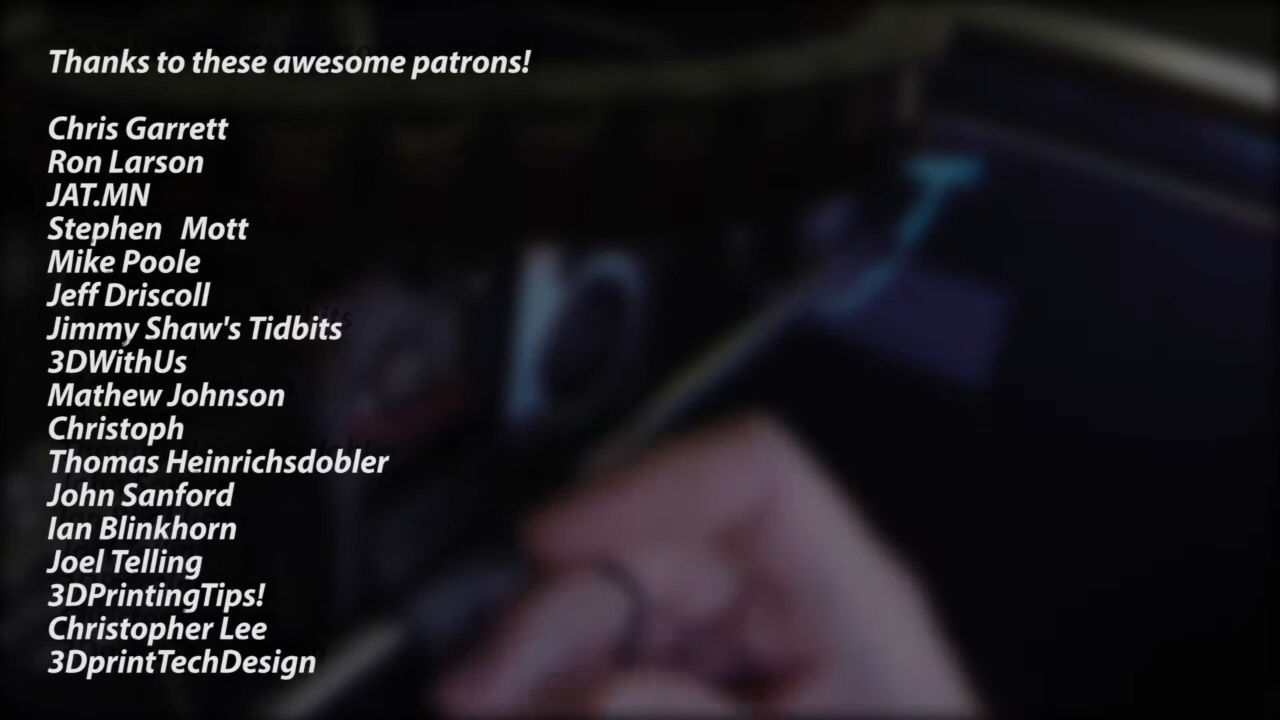 Thanks to these awesome patrons!
Chris Garrett
Ron Larson
JAT.MN
Stephen   Mott
Mike Poole
Jeff Driscoll
Jimmy Shaw's Tidbits
3DWithUs
Mathew Johnson
Christoph
Thomas Heinrichsdobler
John Sanford
Ian Blinkhorn
Joel Telling
3DPrintingTips!
Christopher Lee
3DprintTechDesign